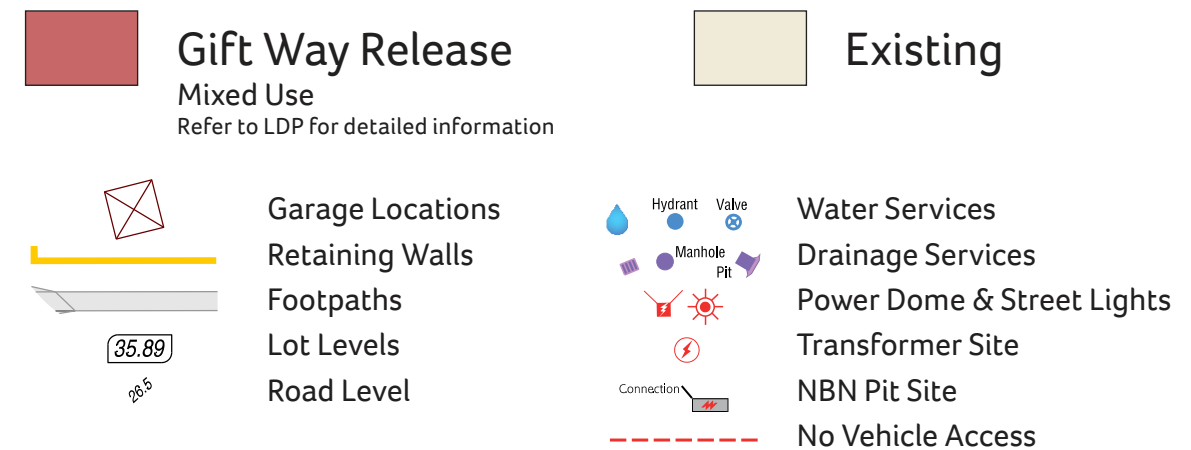 Gift Way Release
Mixed Use
Refer to LDP for detailed information
Existing
Garage Locations
Retaining Walls
Footpaths
35.89 Lot Levels
26.5 Road Level
Hydrant Valve Water Services
Manhole Pit Drainage Services
Power Dome & Street Lights
Transformer Site
Connection NBN Pit Site
No Vehicle Access